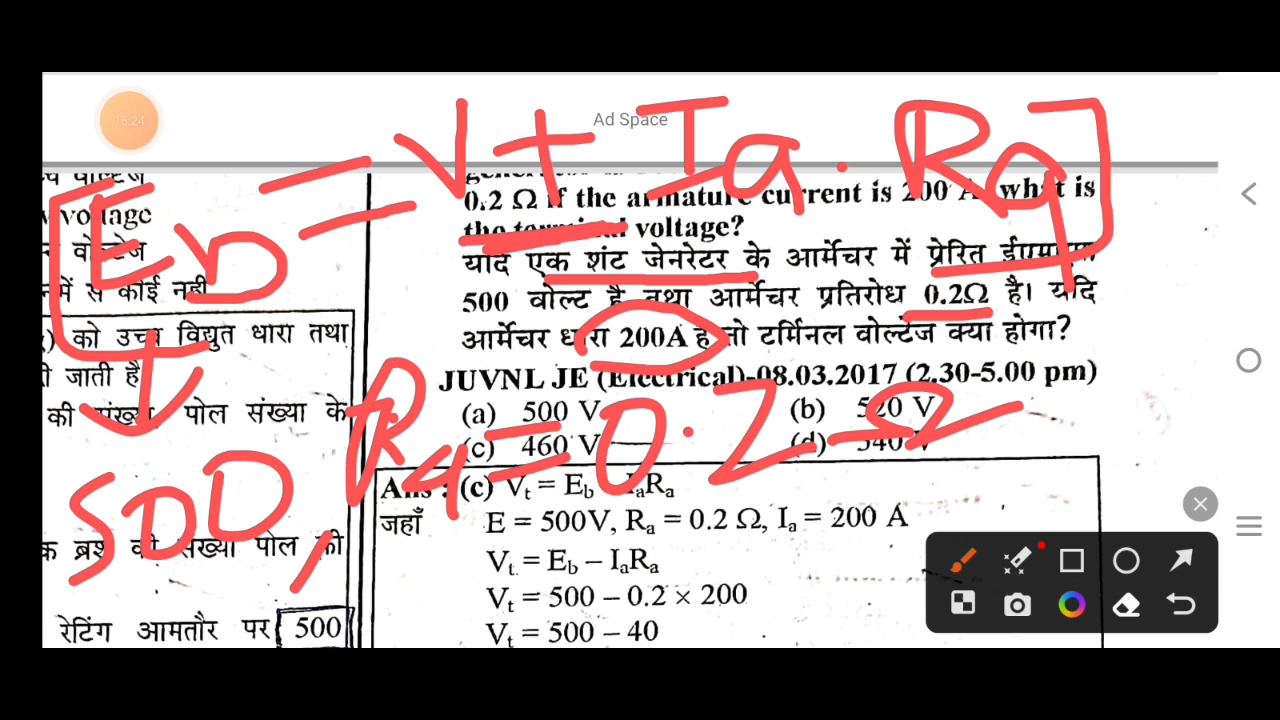 16:24
Ad Space
Eb = V + Ia . Ra
500, Ra = 0.2 Ω
voltage
वोल्टेज
में से कोई नहीं
) को उच्च विद्युत धारा तथा
जाती है
की संख्या पोल संख्या के
ब्रश की संख्या पोल की
रेटिंग आमतौर पर 500
0.2 Ω if the armature current is 200 A, what is
the terminal voltage?
यदि एक शंट जेनरेटर के आर्मेचर में प्रेरित ईएमएफ
500 वोल्ट है तथा आर्मेचर प्रतिरोध 0.2Ω है। यदि
आर्मेचर धारा 200A है तो टर्मिनल वोल्टेज क्या होगा?
JUVNL JE (Electrical)-08.03.2017 (2.30-5.00 pm)
(a) 500 V (b) 520 V
(c) 460 V (d) 540 V
Ans : (c) Vt = Eb – IaRa
जहाँ E = 500V, Ra = 0.2 Ω, Ia = 200 A
Vt = Eb – IaRa
Vt = 500 – 0.2 × 200
Vt = 500 – 40